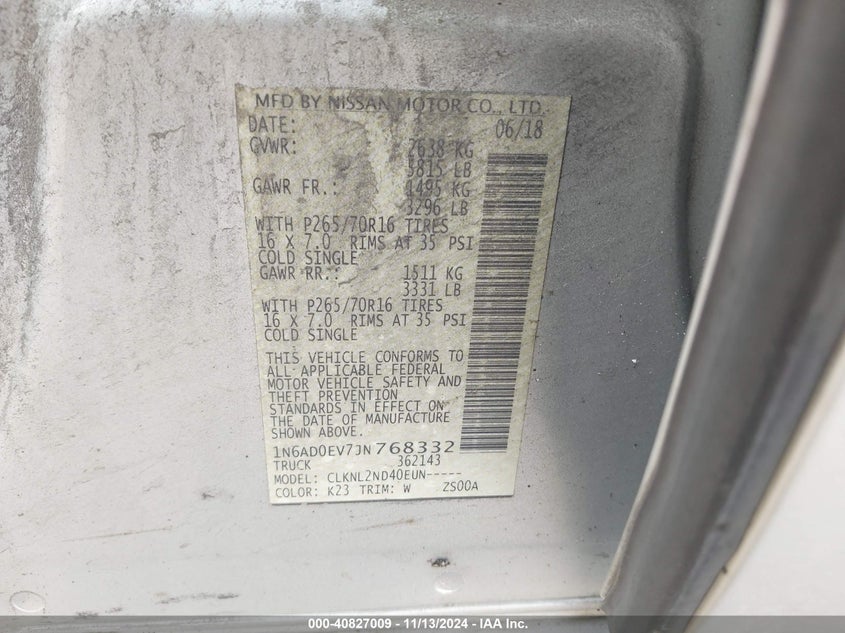 MFD BY NISSAN MOTOR CO., LTD.
DATE: 06/18
GVWR: 2638 KG
5815 LB
GAWR FR.: 1495 KG
3296 LB
WITH P265/70R16 TIRES
16 X 7.0 RIMS AT 35 PSI
COLD SINGLE
GAWR RR.: 1511 KG
3331 LB
WITH P265/70R16 TIRES
16 X 7.0 RIMS AT 35 PSI
COLD SINGLE
THIS VEHICLE CONFORMS TO
ALL APPLICABLE FEDERAL
MOTOR VEHICLE SAFETY AND
THEFT PREVENTION
STANDARDS IN EFFECT ON
THE DATE OF MANUFACTURE
SHOWN ABOVE.
1N6AD0EV7JN768332
TRUCK 362143
MODEL: CLKNL2ND40EUN-----
COLOR: K23 TRIM: W ZS00A
000-40827009 - 11/13/2024 - IAA Inc.